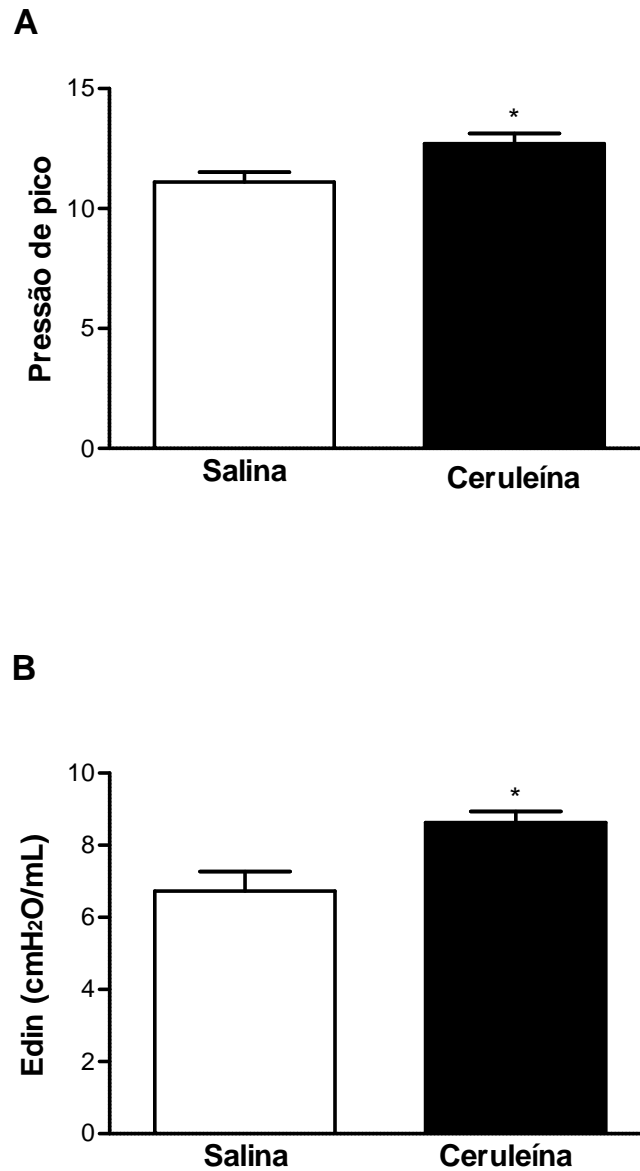 A
Pressão de pico
15
10
5
0
*
Salina
Ceruleína
B
Edin (cmH₂O/mL)
10
8
6
4
2
0
*
Salina
Ceruleína